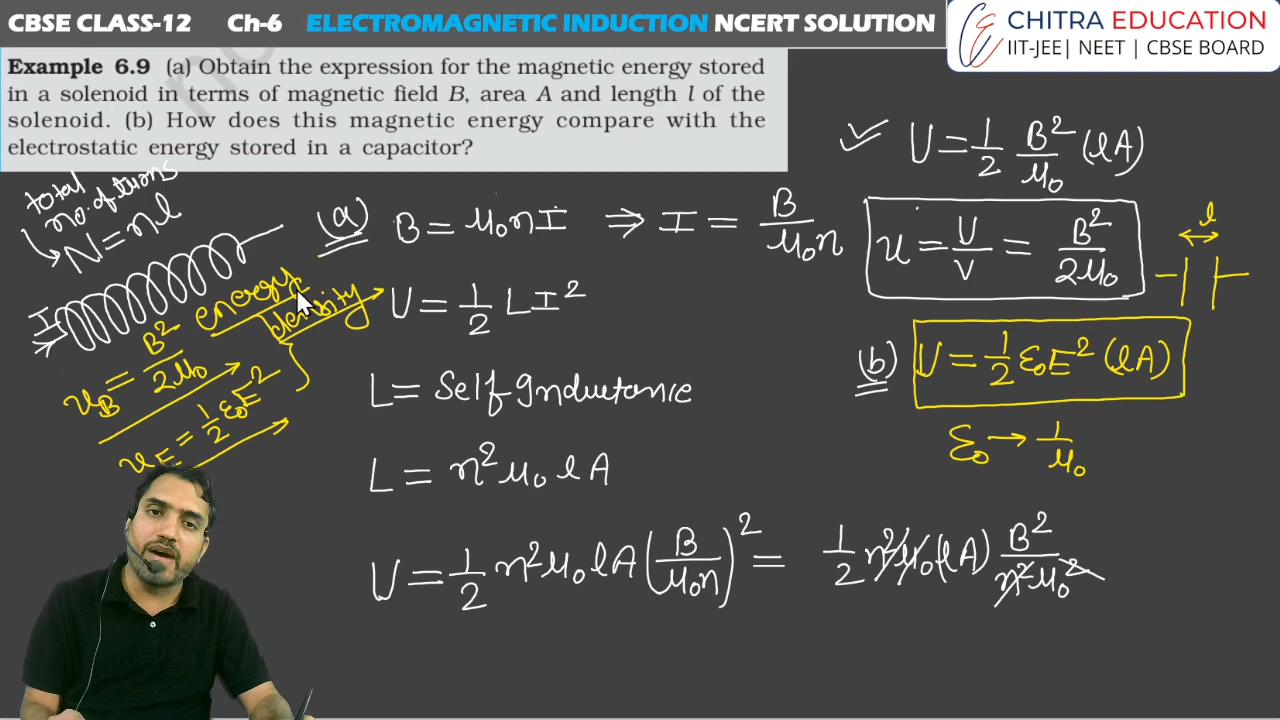 CBSE CLASS-12 Ch-6 ELECTROMAGNETIC INDUCTION NCERT SOLUTION
CHITRA EDUCATION
IIT-JEE| NEET | CBSE BOARD
Example 6.9 (a) Obtain the expression for the magnetic energy stored
in a solenoid in terms of magnetic field B, area A and length l of the
solenoid. (b) How does this magnetic energy compare with the
electrostatic energy stored in a capacitor?
total
no. of turns
N = nl
I
u_B = B²/2μ₀ energy density
u_E = 1/2 ε₀E²
(a) B = μ₀nI ⇒ I = B/μ₀n
U = 1/2 LI²
L = Self Inductance
L = n²μ₀lA
U = 1/2 n²μ₀lA (B/μ₀n)² = 1/2 n²μ₀(lA) B²/n²μ₀²
U = 1/2 B²/μ₀ (lA)
u = U/V = B²/2μ₀
l
(b) U = 1/2 ε₀E² (lA)
ε₀ → 1/μ₀